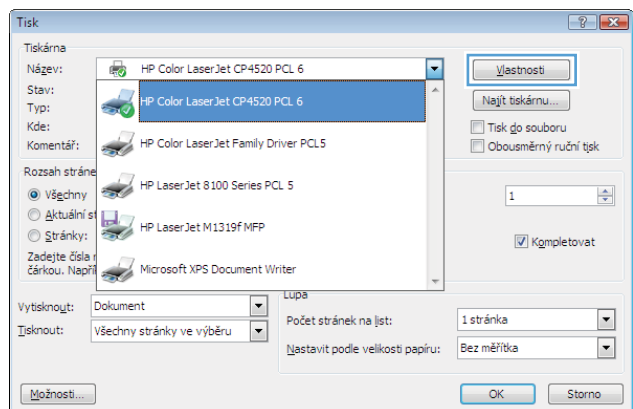 Tisk
Tiskárna
Název:
HP Color LaserJet CP4520 PCL 6
Vlastnosti
Stav:
HP Color LaserJet CP4520 PCL 6
Najít tiskárnu...
Typ:
Kde:
Tisk do souboru
Komentář:
HP Color LaserJet Family Driver PCL5
Obousměrný ruční tisk
Rozsah stráne
HP LaserJet 8100 Series PCL 5
Všechny
1
Aktuální st
HP LaserJet M1319f MFP
Stránky:
Kompletovat
Zadejte čísla
čárkou. Např
Microsoft XPS Document Writer
Lupa
Vytisknout:
Dokument
Počet stránek na list:
1 stránka
Tisknout:
Všechny stránky ve výběru
Nastavit podle velikosti papíru:
Bez měřítka
Možnosti...
OK
Storno